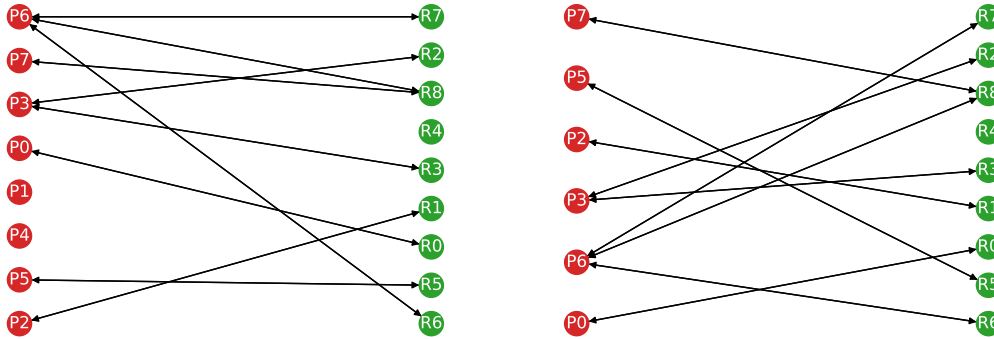 P6 R7 P7 R7
P7 R2 P5 R2
P3 R8 P2 R8
P0 R4 P3 R4
P1 R3 P6 R3
P4 R1 P0 R1
P5 R0 R0
P2 R5 R5
R6 R6